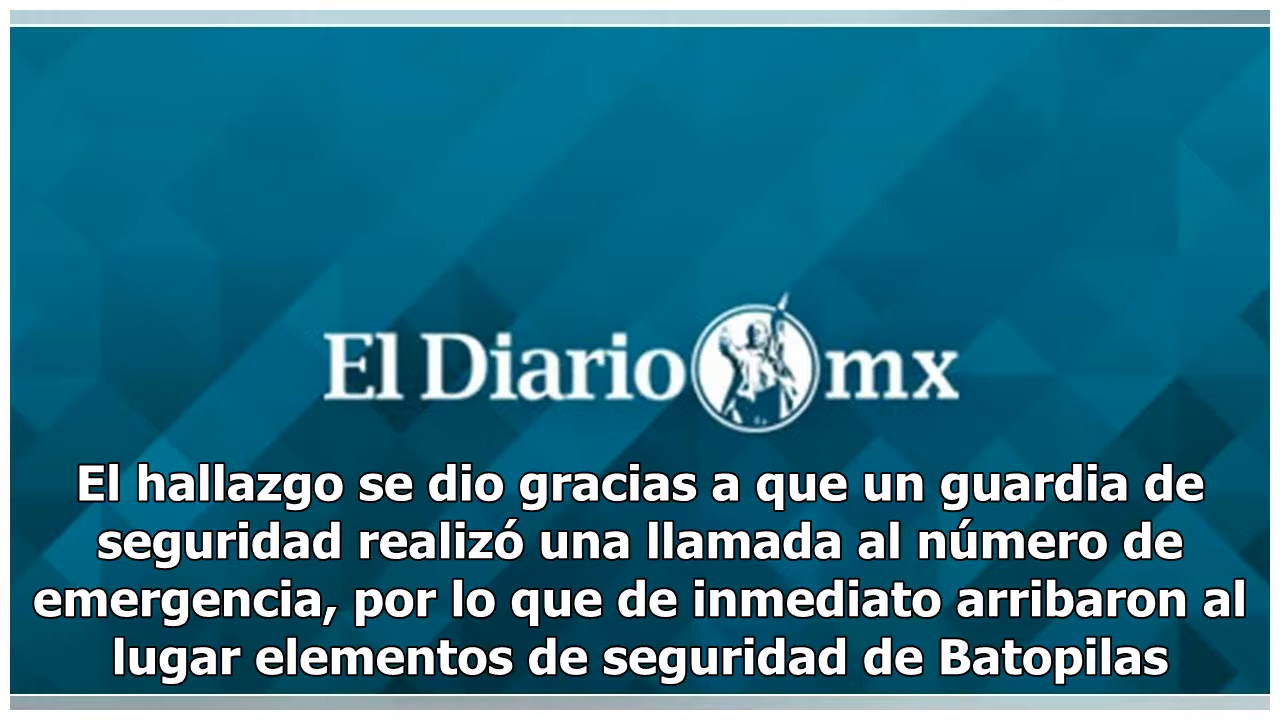 El Diario mx
El hallazgo se dio gracias a que un guardia de
seguridad realizó una llamada al número de
emergencia, por lo que de inmediato arribaron al
lugar elementos de seguridad de Batopilas